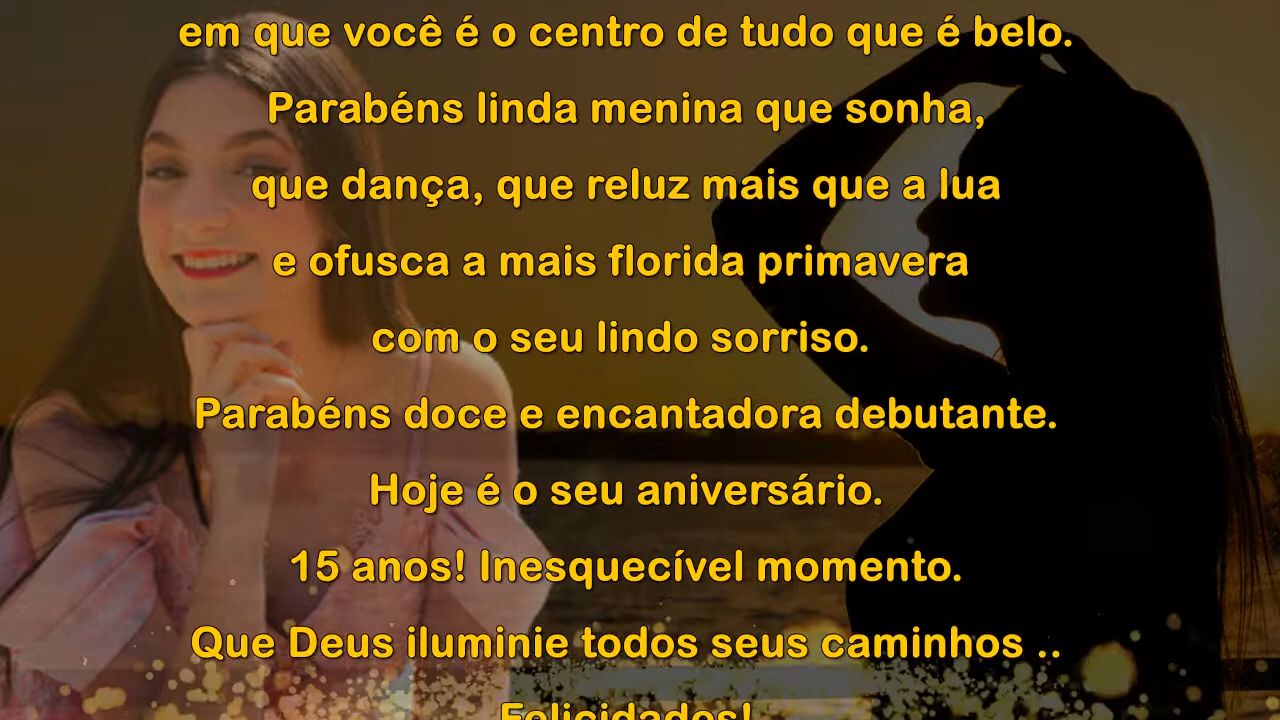 em que você é o centro de tudo que é belo.
Parabéns linda menina que sonha,
que dança, que reluz mais que a lua
e ofusca a mais florida primavera
com o seu lindo sorriso.
Parabéns doce e encantadora debutante.
Hoje é o seu aniversário.
15 anos! Inesquecível momento.
Que Deus iluminie todos seus caminhos ..
Felicidades!